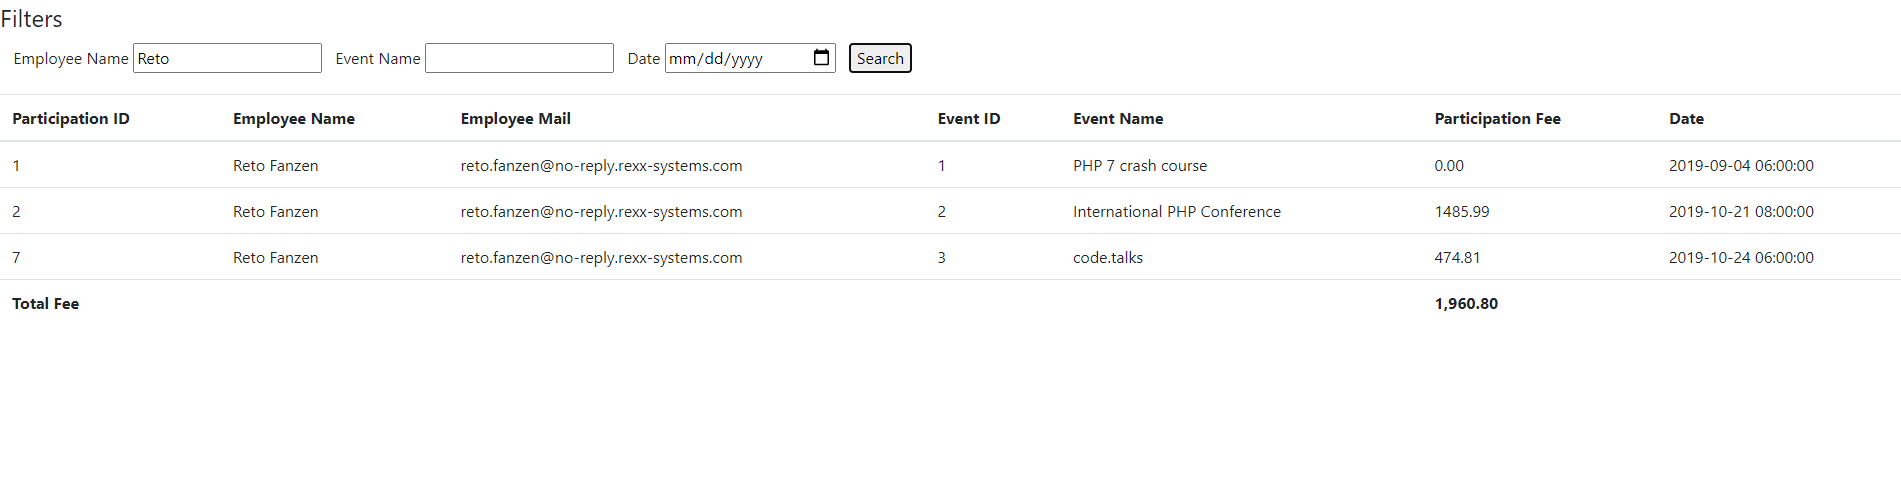 Filters
Employee Name Reto Event Name Date mm/dd/yyyy Search
Participation ID Employee Name Employee Mail Event ID Event Name Participation Fee Date
1 Reto Fanzen reto.fanzen@no-reply.rexx-systems.com 1 PHP 7 crash course 0.00 2019-09-04 06:00:00
2 Reto Fanzen reto.fanzen@no-reply.rexx-systems.com 2 International PHP Conference 1485.99 2019-10-21 08:00:00
7 Reto Fanzen reto.fanzen@no-reply.rexx-systems.com 3 code.talks 474.81 2019-10-24 06:00:00
Total Fee 1,960.80